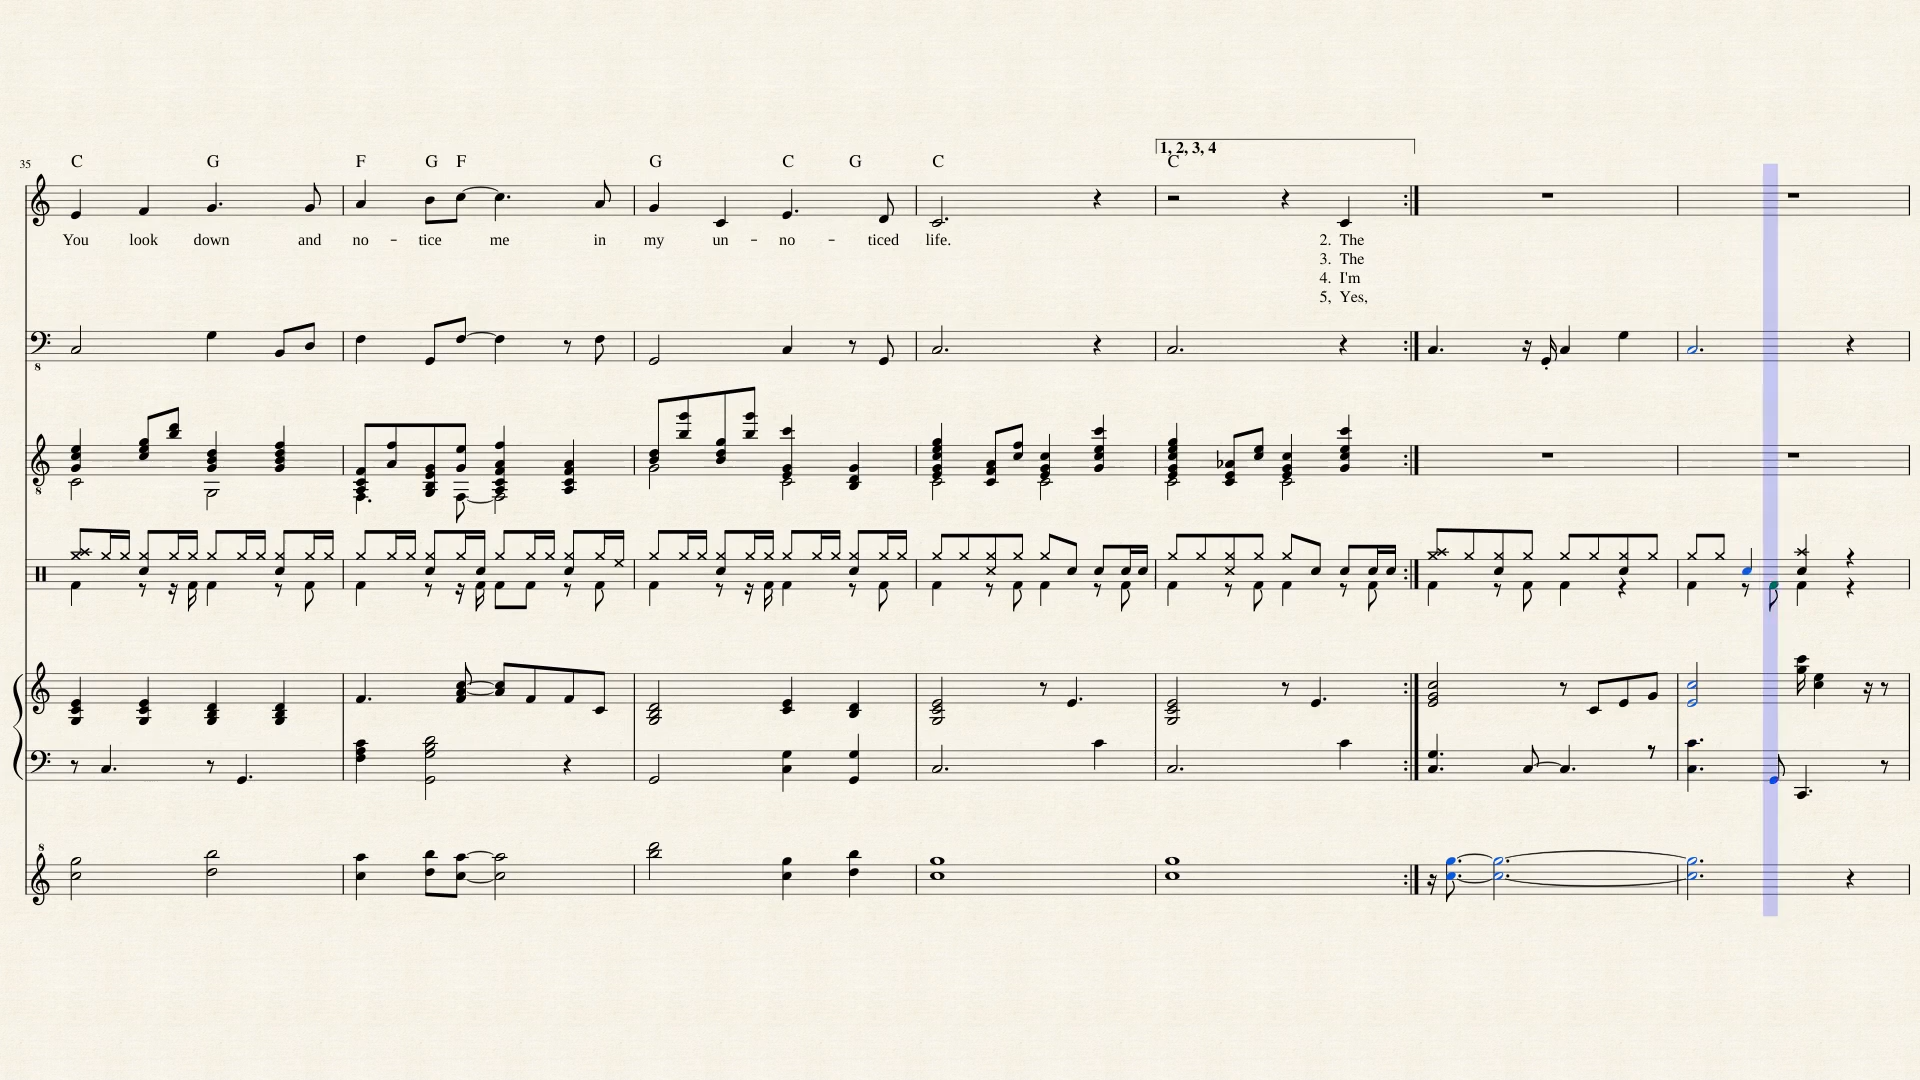 1, 2, 3, 4
35 C G F G F G C G C C
You look down and no - tice me in my un - no - ticed life. 2. The
3. The
4. I'm
5, Yes,
8
8
8